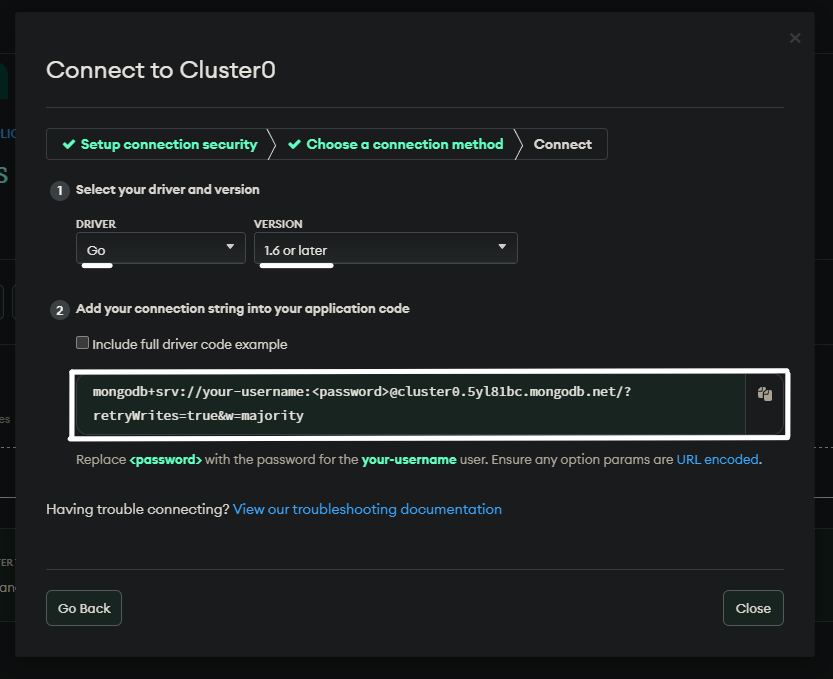 Connect to Cluster0
Setup connection security
Choose a connection method
Connect
1 Select your driver and version
DRIVER
VERSION
Go
1.6 or later
2 Add your connection string into your application code
Include full driver code example
mongodb+srv://your-username:<password>@cluster0.5yl81bc.mongodb.net/?
retryWrites=true&w=majority
Replace <password> with the password for the your-username user. Ensure any option params are URL encoded.
Having trouble connecting? View our troubleshooting documentation
Go Back
Close